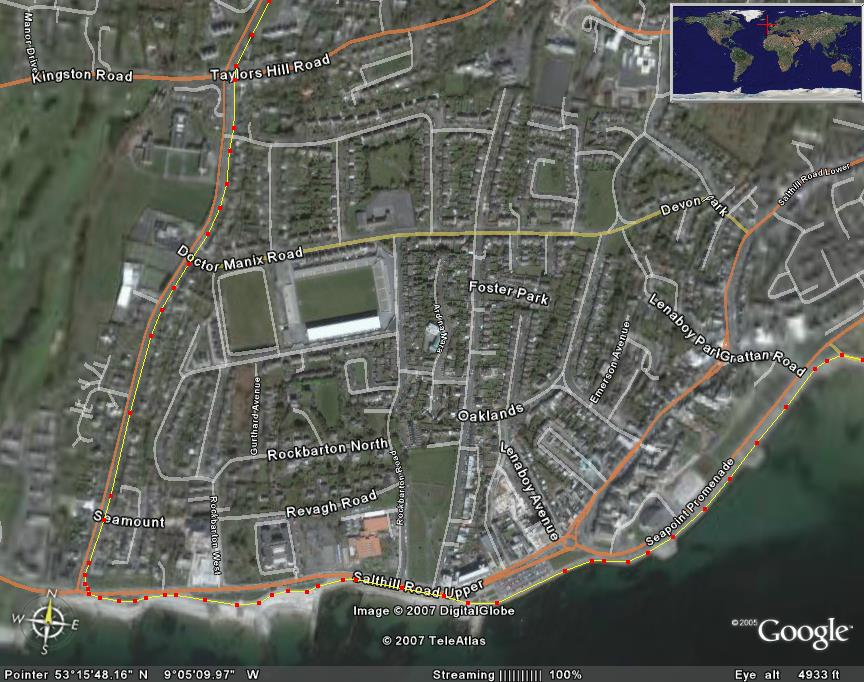 Manor Drive
Kingston Road
Taylors Hill Road
Salthill Road Lower
Devon Park
Doctor Manix Road
Foster Park
Ardna Mara
Lenaboy Park
Grattan Road
Emerson Avenue
Gurthard Avenue
Oaklands
Rockbarton North
Lenaboy Avenue
Rockbarton Road
Seapoint Promenade
Revagh Road
Rockbarton West
Seamount
Salthill Road Upper
N
W E
S
Image © 2007 DigitalGlobe
© 2007 TeleAtlas
©2005 Google™
Pointer 53°15'48.16" N 9°05'09.97" W Streaming |||||||||| 100% Eye alt 4933 ft